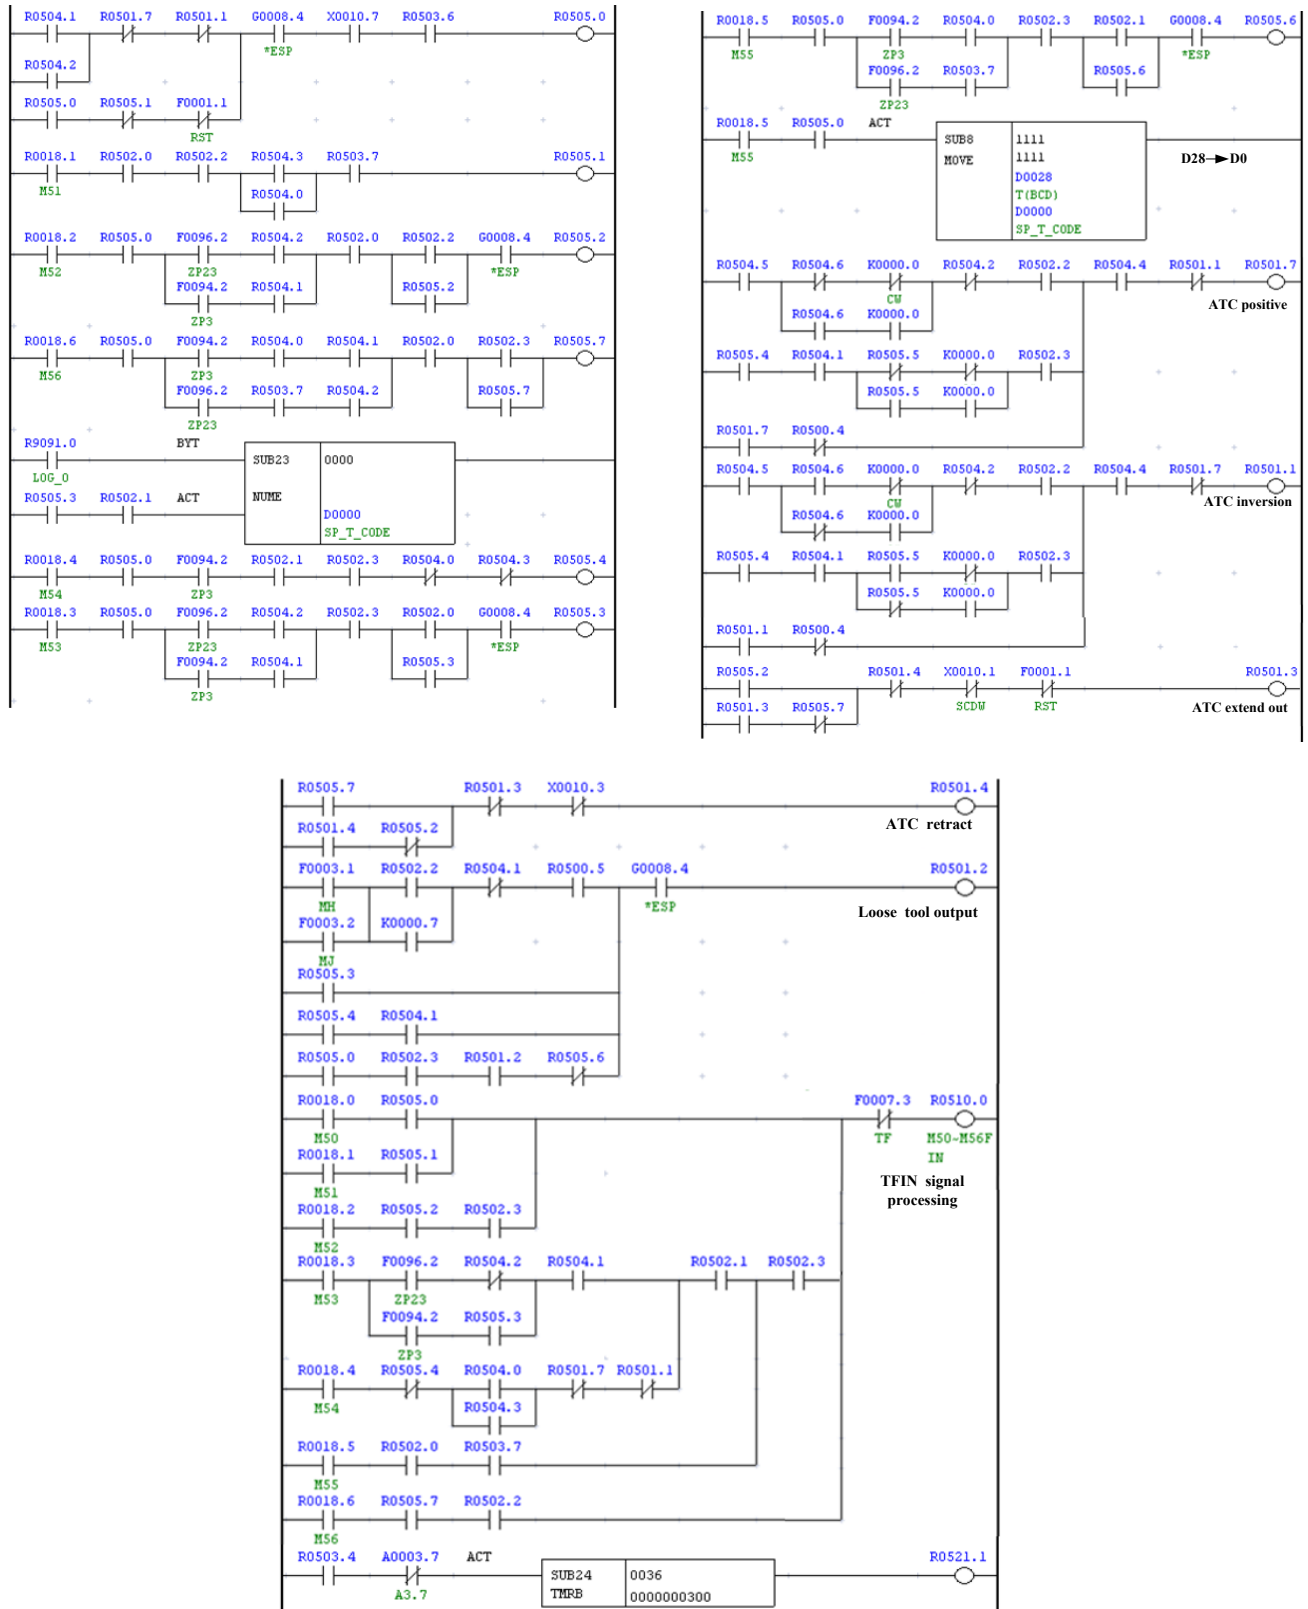 R0504.1 R0501.7 R0501.1 G0008.4 X0010.7 R0503.6 R0505.0
*ESP
R0504.2
R0505.0 R0505.1 F0001.1
RST
R0018.1 R0502.0 R0502.2 R0504.3 R0503.7 R0505.1
M51
R0504.0
R0018.2 R0505.0 F0096.2 R0504.2 R0502.0 R0502.2 G0008.4 R0505.2
M52 ZP23 *ESP
F0094.2 R0504.1 R0505.2
ZP3
R0018.6 R0505.0 F0094.2 R0504.0 R0504.1 R0502.0 R0502.3 R0505.7
M56 ZP3
F0096.2 R0503.7 R0504.2 R0505.7
ZP23
R9091.0 BYT
SUB23 0000
LOG_0
R0505.3 R0502.1 ACT NUME
D0000
SP_T_CODE
R0018.4 R0505.0 F0094.2 R0502.1 R0502.3 R0504.0 R0504.3 R0505.4
M54 ZP3
R0018.3 R0505.0 F0096.2 R0504.2 R0502.3 R0502.0 G0008.4 R0505.3
M53 ZP23 *ESP
F0094.2 R0504.1 R0505.3
ZP3
R0018.5 R0505.0 F0094.2 R0504.0 R0502.3 R0502.1 G0008.4 R0505.6
M55 ZP3 *ESP
F0096.2 R0503.7 R0505.6
ZP23
R0018.5 R0505.0 ACT
SUB8 1111
M55 MOVE 1111 D28→D0
D0028
T(BCD)
D0000
SP_T_CODE
R0504.5 R0504.6 K0000.0 R0504.2 R0502.2 R0504.4 R0501.1 R0501.7
CW ATC positive
R0504.6 K0000.0
R0505.4 R0504.1 R0505.5 K0000.0 R0502.3
R0505.5 K0000.0
R0501.7 R0500.4
R0504.5 R0504.6 K0000.0 R0504.2 R0502.2 R0504.4 R0501.7 R0501.1
CW ATC inversion
R0504.6 K0000.0
R0505.4 R0504.1 R0505.5 K0000.0 R0502.3
R0505.5 K0000.0
R0501.1 R0500.4
R0505.2 R0501.4 X0010.1 F0001.1 R0501.3
SCDW RST ATC extend out
R0501.3 R0505.7
R0505.7 R0501.3 X0010.3 R0501.4
ATC retract
R0501.4 R0505.2
F0003.1 R0502.2 R0504.1 R0500.5 G0008.4 R0501.2
MH *ESP Loose tool output
F0003.2 K0000.7
MJ
R0505.3
R0505.4 R0504.1
R0505.0 R0502.3 R0501.2 R0505.6
R0018.0 R0505.0 F0007.3 R0510.0
M50 TF M50~M56F
IN
R0018.1 R0505.1
M51 TFIN signal
processing
R0018.2 R0505.2 R0502.3
M52
R0018.3 F0096.2 R0504.2 R0504.1 R0502.1 R0502.3
M53 ZP23
F0094.2 R0505.3
ZP3
R0018.4 R0505.4 R0504.0 R0501.7 R0501.1
M54
R0504.3
R0018.5 R0502.0 R0503.7
M55
R0018.6 R0505.7 R0502.2
M56
R0503.4 A0003.7 ACT R0521.1
SUB24 0036
A3.7 TMRB 0000000300